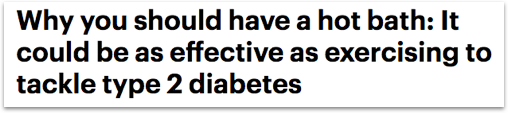 Why you should have a hot bath: It
could be as effective as exercising to
tackle type 2 diabetes